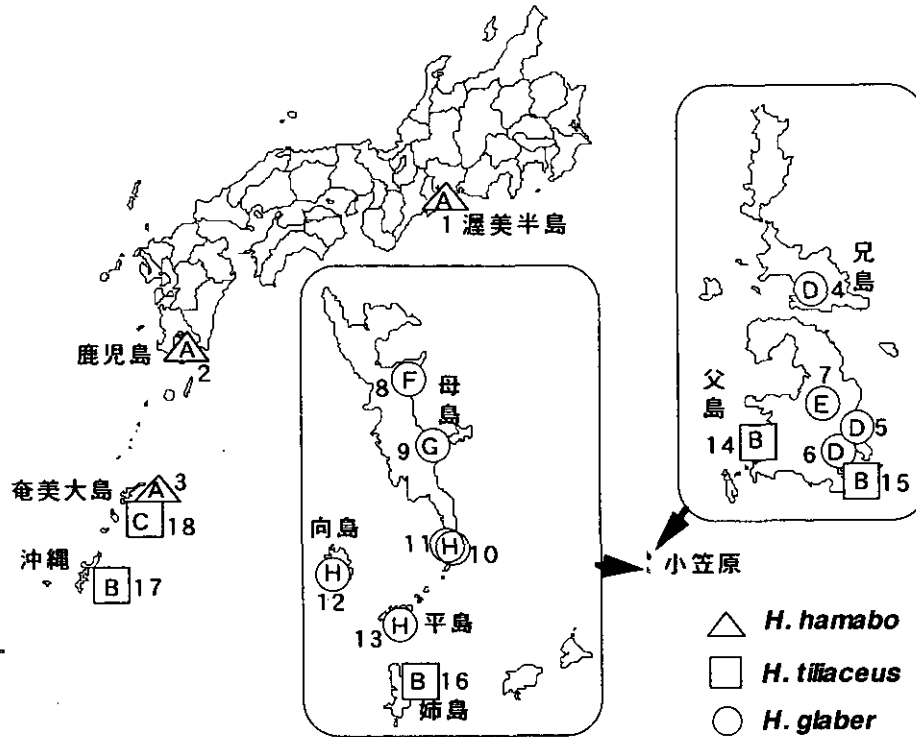 A
1 渥美半島
鹿児島
A
2
奄美大島
A
3
C
18
沖縄
B
17
8
F
母島
9
G
11
H
10
向島
H
12
13
H
平島
B
16
姉島
兄島
D
4
父島
7
E
14
B
D
5
6
D
B
15
小笠原
H. hamabo
H. tiliaceus
H. glaber